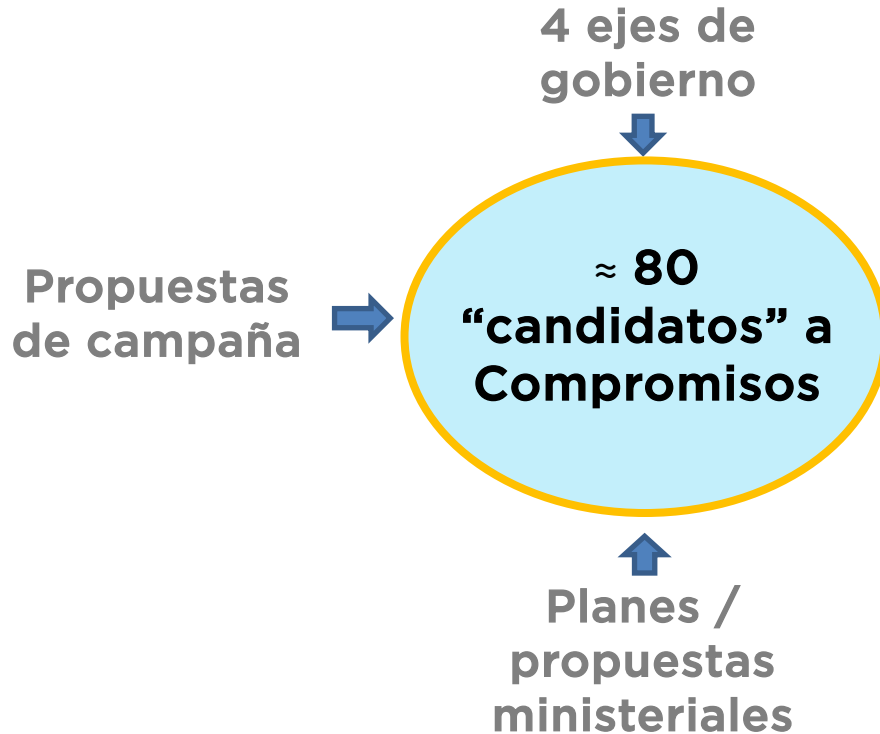 4 ejes de
gobierno
Propuestas
de campaña
≈ 80
“candidatos” a
Compromisos
Planes /
propuestas
ministeriales